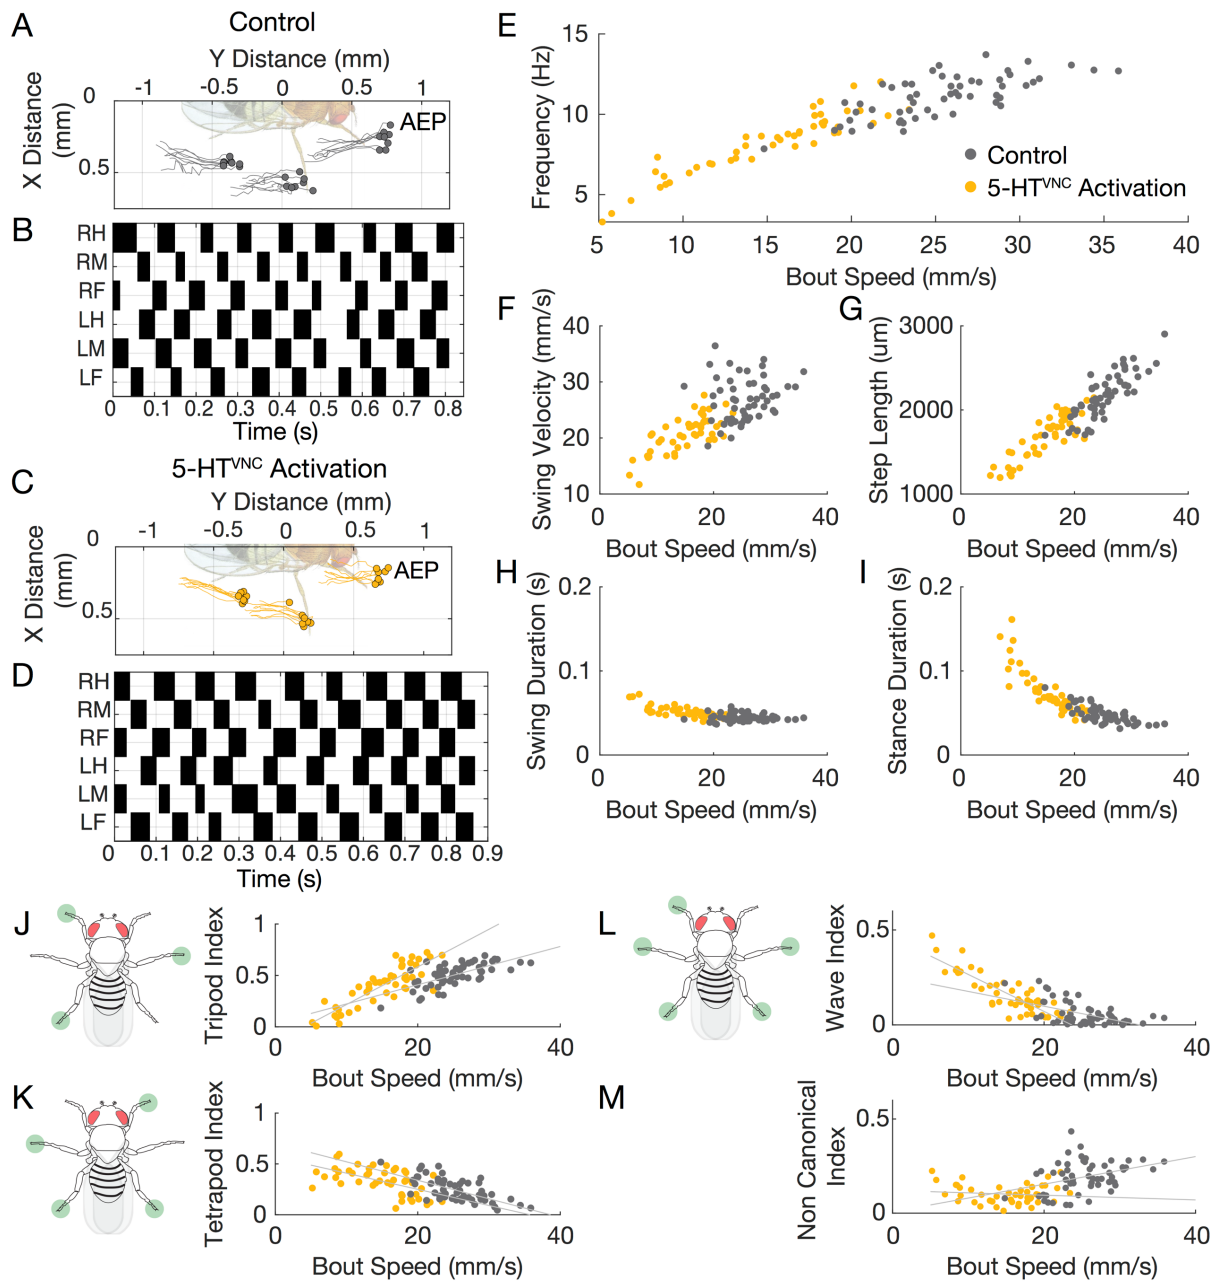 A
Control
Y Distance (mm)
-1 -0.5 0 0.5 1
X Distance
(mm)
0
0.5
AEP
B
RH
RM
RF
LH
LM
LF
0 0.1 0.2 0.3 0.4 0.5 0.6 0.7 0.8
Time (s)
5-HTVNC Activation
C
Y Distance (mm)
-1 -0.5 0 0.5 1
X Distance
(mm)
0
0.5
AEP
D
RH
RM
RF
LH
LM
LF
0 0.1 0.2 0.3 0.4 0.5 0.6 0.7 0.8 0.9
Time (s)
E
Frequency (Hz)
15
10
5
Control
5-HTVNC Activation
5 10 15 20 25 30 35 40
Bout Speed (mm/s)
F
Swing Velocity (mm/s)
40
30
20
10
0 20 40
Bout Speed (mm/s)
G
Step Length (um)
3000
2000
1000
0 20 40
Bout Speed (mm/s)
H
Swing Duration (s)
0.2
0.1
0
0 20 40
Bout Speed (mm/s)
I
Stance Duration (s)
0.2
0.1
0
0 20 40
Bout Speed (mm/s)
J
Tripod Index
1
0.5
0
0 20 40
Bout Speed (mm/s)
L
Wave Index
0.5
0
0 20 40
Bout Speed (mm/s)
K
Tetrapod Index
1
0.5
0
0 20 40
Bout Speed (mm/s)
M
Non Canonical
Index
0.5
0
0 20 40
Bout Speed (mm/s)